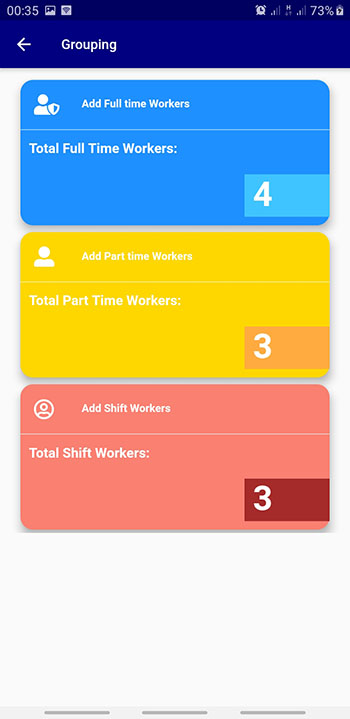 00:35 73%
Grouping
Add Full time Workers
Total Full Time Workers:
4
Add Part time Workers
Total Part Time Workers:
3
Add Shift Workers
Total Shift Workers:
3